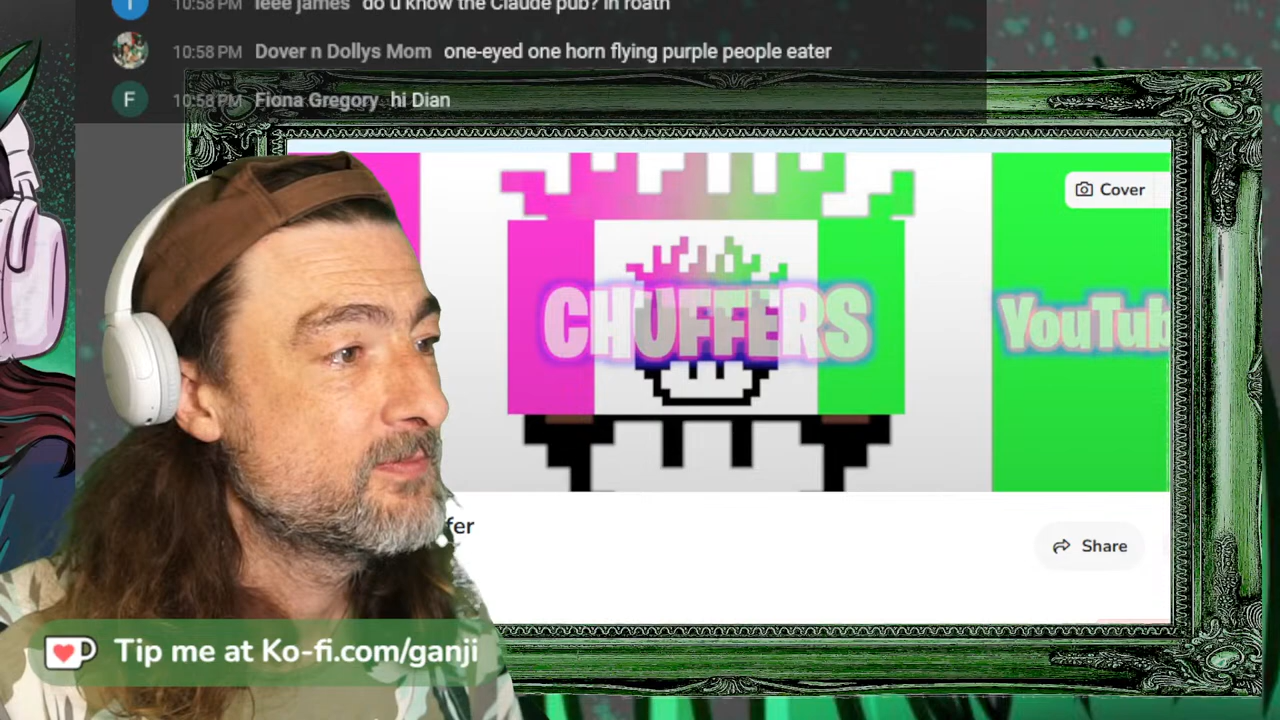 10:58 PM ieee james do u know the Claude pub? in roath
10:58 PM Dover n Dollys Mom one-eyed one horn flying purple people eater
F 10:58 PM Fiona Gregory hi Dian
Cover
CHUFFERS
YouTub
fer
Share
Tip me at Ko-fi.com/ganji